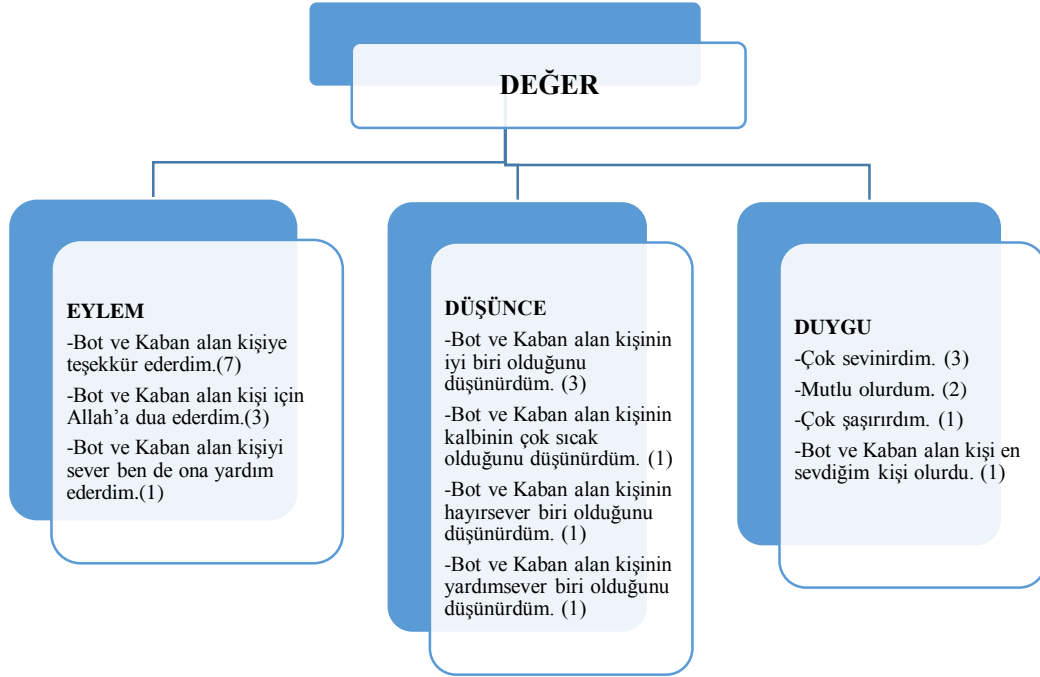 DEĞER
EYLEM
-Bot ve Kaban alan kişiye
teşekkür ederdim.(7)
-Bot ve Kaban alan kişi için
Allah’a dua ederdim.(3)
-Bot ve Kaban alan kişiyi
sever ben de ona yardım
ederdim.(1)
DÜŞÜNCE
-Bot ve Kaban alan kişinin
iyi biri olduğunu
düşünürdüm. (3)
-Bot ve Kaban alan kişinin
kalbinin çok sıcak
olduğunu düşünürdüm. (1)
-Bot ve Kaban alan kişinin
hayırsever biri olduğunu
düşünürdüm. (1)
-Bot ve Kaban alan kişinin
yardımsever biri olduğunu
düşünürdüm. (1)
DUYGU
-Çok sevinirdim. (3)
-Mutlu olurdum. (2)
-Çok şaşırırdım. (1)
-Bot ve Kaban alan kişi en
sevdiğim kişi olurdu. (1)